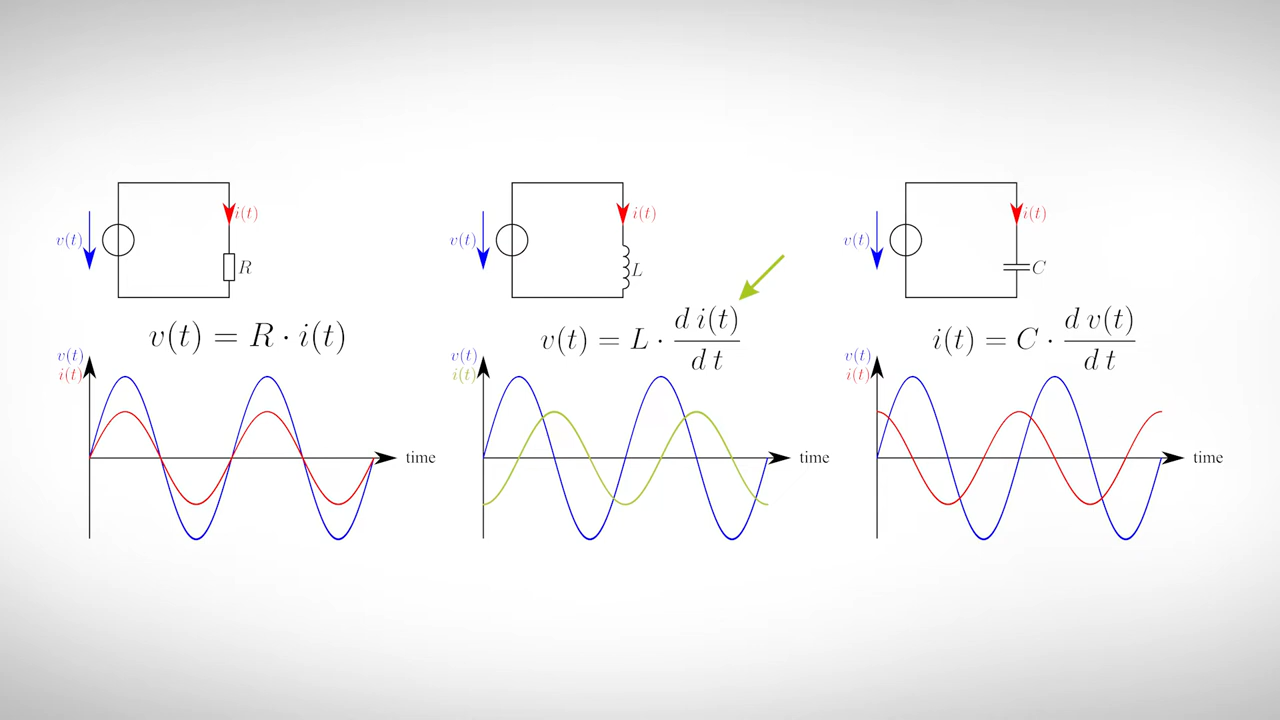 v(t) i(t) R
v(t) = R · i(t)
v(t)
i(t)
time
v(t) i(t) L
v(t) = L · d i(t) / d t
v(t)
i(t)
time
v(t) i(t) C
i(t) = C · d v(t) / d t
v(t)
i(t)
time